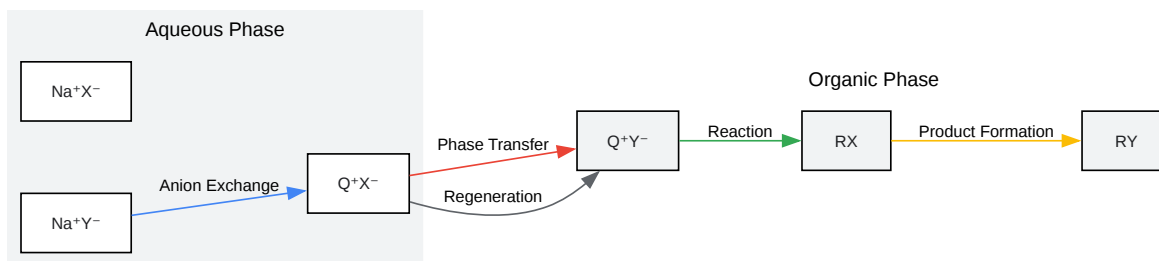 Aqueous Phase
Na⁺X⁻
Organic Phase
Na⁺Y⁻
Anion Exchange
Q⁺X⁻
Phase Transfer
Regeneration
Q⁺Y⁻
Reaction
RX
Product Formation
RY